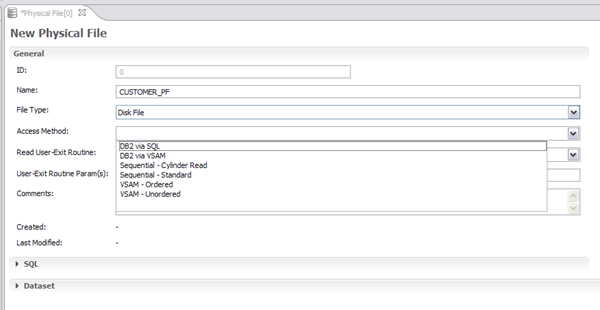 *Physical File[0]
New Physical File
General
ID: 0
Name: CUSTOMER_PF
File Type: Disk File
Access Method:
DB2 via SQL
Read User-Exit Routine: DB2 via VSAM
Sequential - Cylinder Read
User-Exit Routine Param(s): Sequential - Standard
VSAM - Ordered
Comments: VSAM - Unordered
Created: -
Last Modified: -
SQL
Dataset